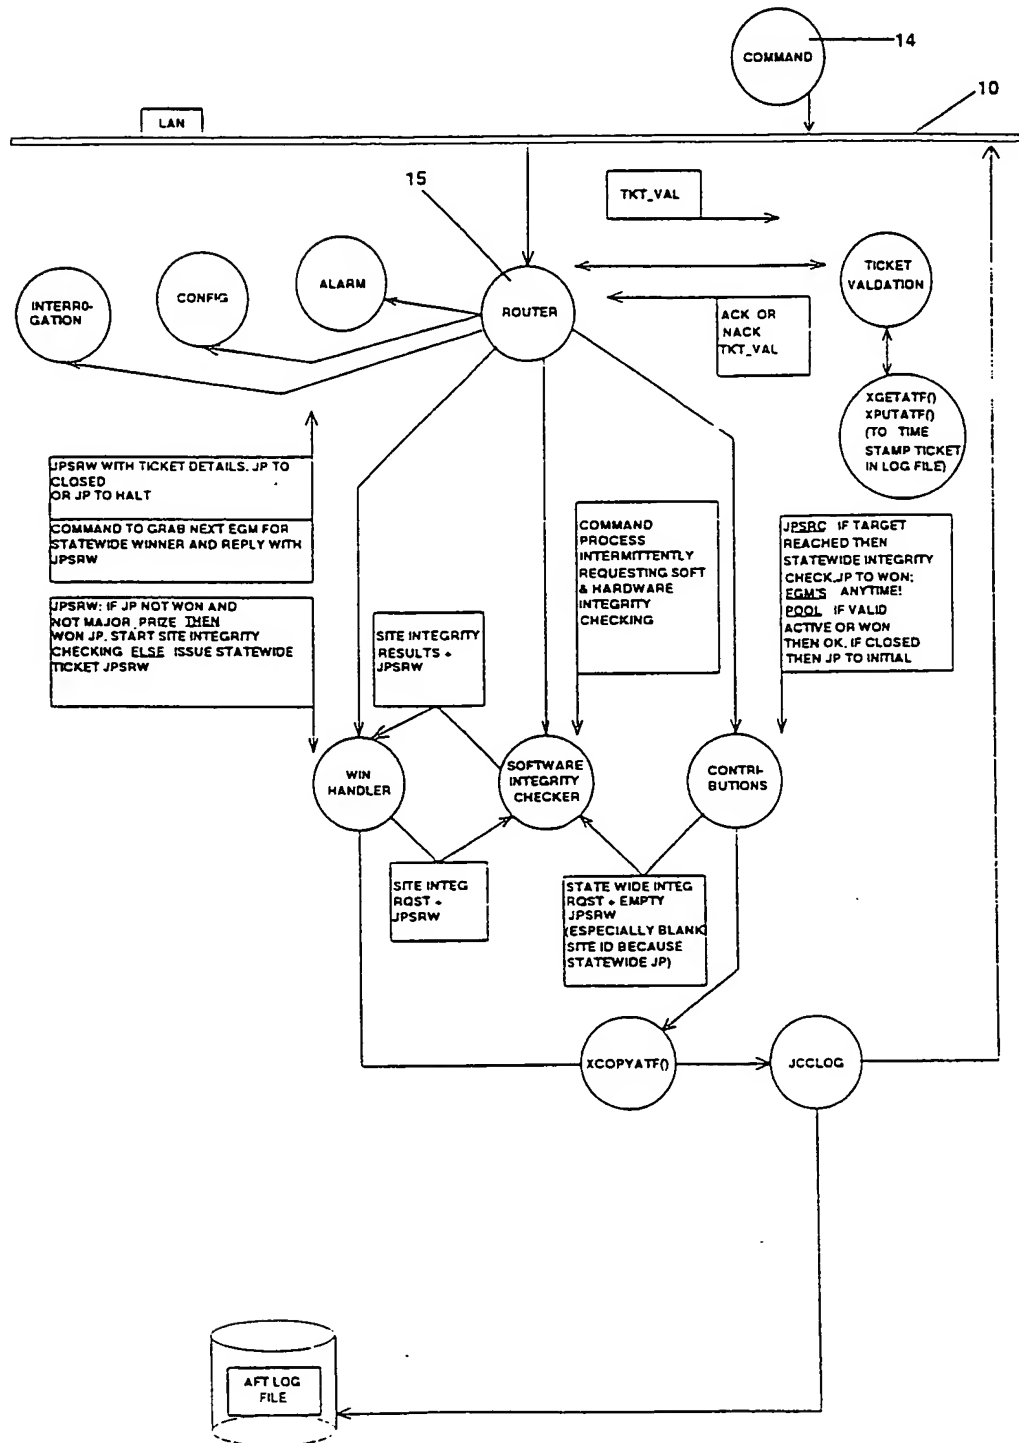 14
COMMAND
10
LAN
15
TKT_VAL
TICKET
VALDATION
ALARM
CONFIG
INTERRO-
GATION
ROUTER
ACK OR
NACK
TKT_VAL
XGETATF()
XPUTATF()
(TO TIME
STAMP TICKET
IN LOG FILE)
JPSRW WITH TICKET DETAILS. JP TO
CLOSED
OR JP TO HALT
COMMAND TO GRAB NEXT EGM FOR
STATEWIDE WINNER AND REPLY WITH
JPSRW
JPSRW: IF JP NOT WON AND
NOT MAJOR PRIZE THEN
WON JP. START SITE INTEGRITY
CHECKING ELSE ISSUE STATEWIDE
TICKET JPSRW
SITE INTEGRITY
RESULTS +
JPSRW
COMMAND
PROCESS
INTERMITTENTLY
REQUESTING SOFT
& HARDWARE
INTEGRITY
CHECKING
JPSRC IF TARGET
REACHED THEN
STATEWIDE INTEGRITY
CHECK.JP TO WON;
EGM'S ANYTIME!
POOL IF VALID
ACTIVE OR WON
THEN OK. IF CLOSED
THEN JP TO INITIAL
WIN
HANDLER
SOFTWARE
INTEGRITY
CHECKER
CONTRI-
BUTIONS
SITE INTEG
RQST +
JPSRW
STATE WIDE INTEG
RQST + EMPTY
JPSRW
(ESPECIALLY BLANK
SITE ID BECAUSE
STATEWIDE JP)
XCOPYATF()
JCCLOG
AFT LOG
FILE